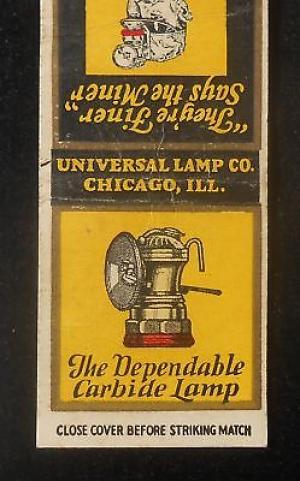 "They're Finer"
Says the Miner
UNIVERSAL LAMP CO.
CHICAGO, ILL.
The Dependable
Carbide Lamp
CLOSE COVER BEFORE STRIKING MATCH